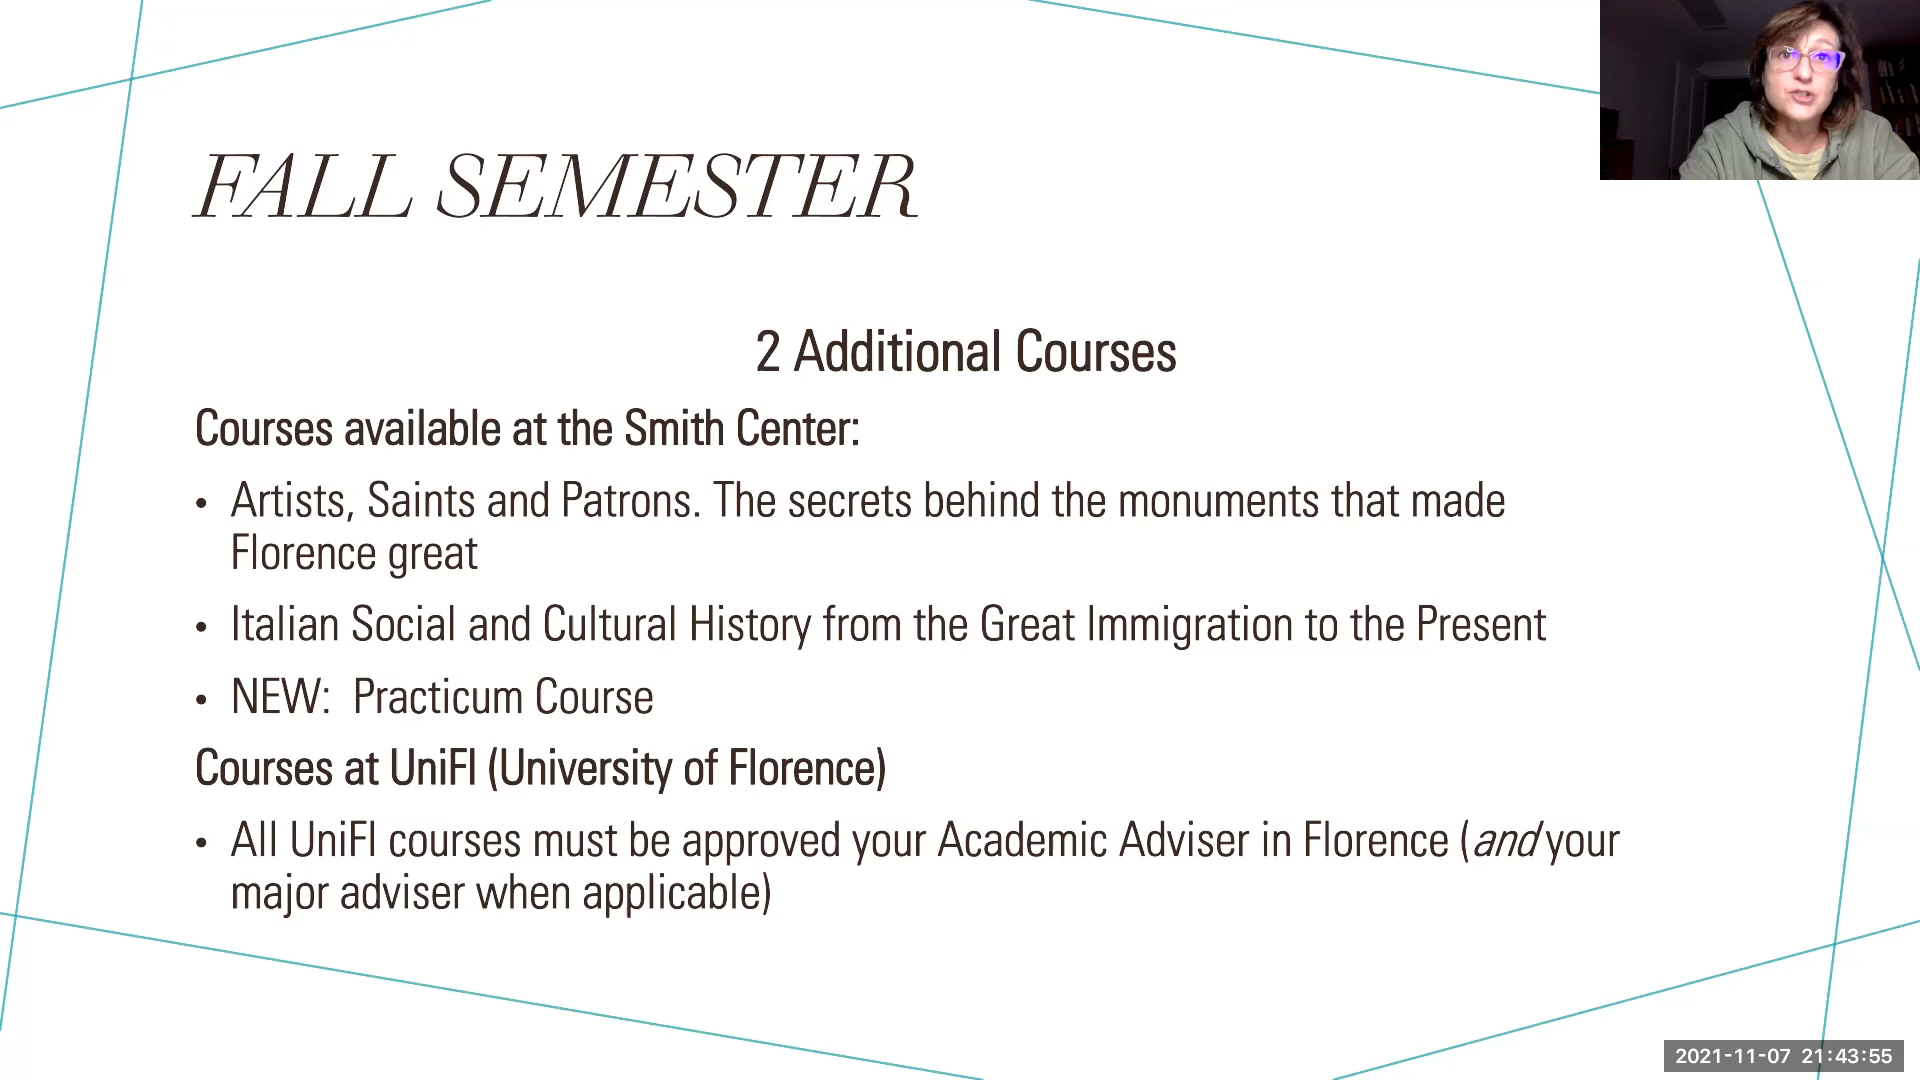 FALL SEMESTER
2 Additional Courses
Courses available at the Smith Center:
• Artists, Saints and Patrons. The secrets behind the monuments that made
Florence great
• Italian Social and Cultural History from the Great Immigration to the Present
• NEW:  Practicum Course
Courses at UniFI (University of Florence)
• All UniFI courses must be approved your Academic Adviser in Florence (and your
major adviser when applicable)
2021-11-07 21:43:55